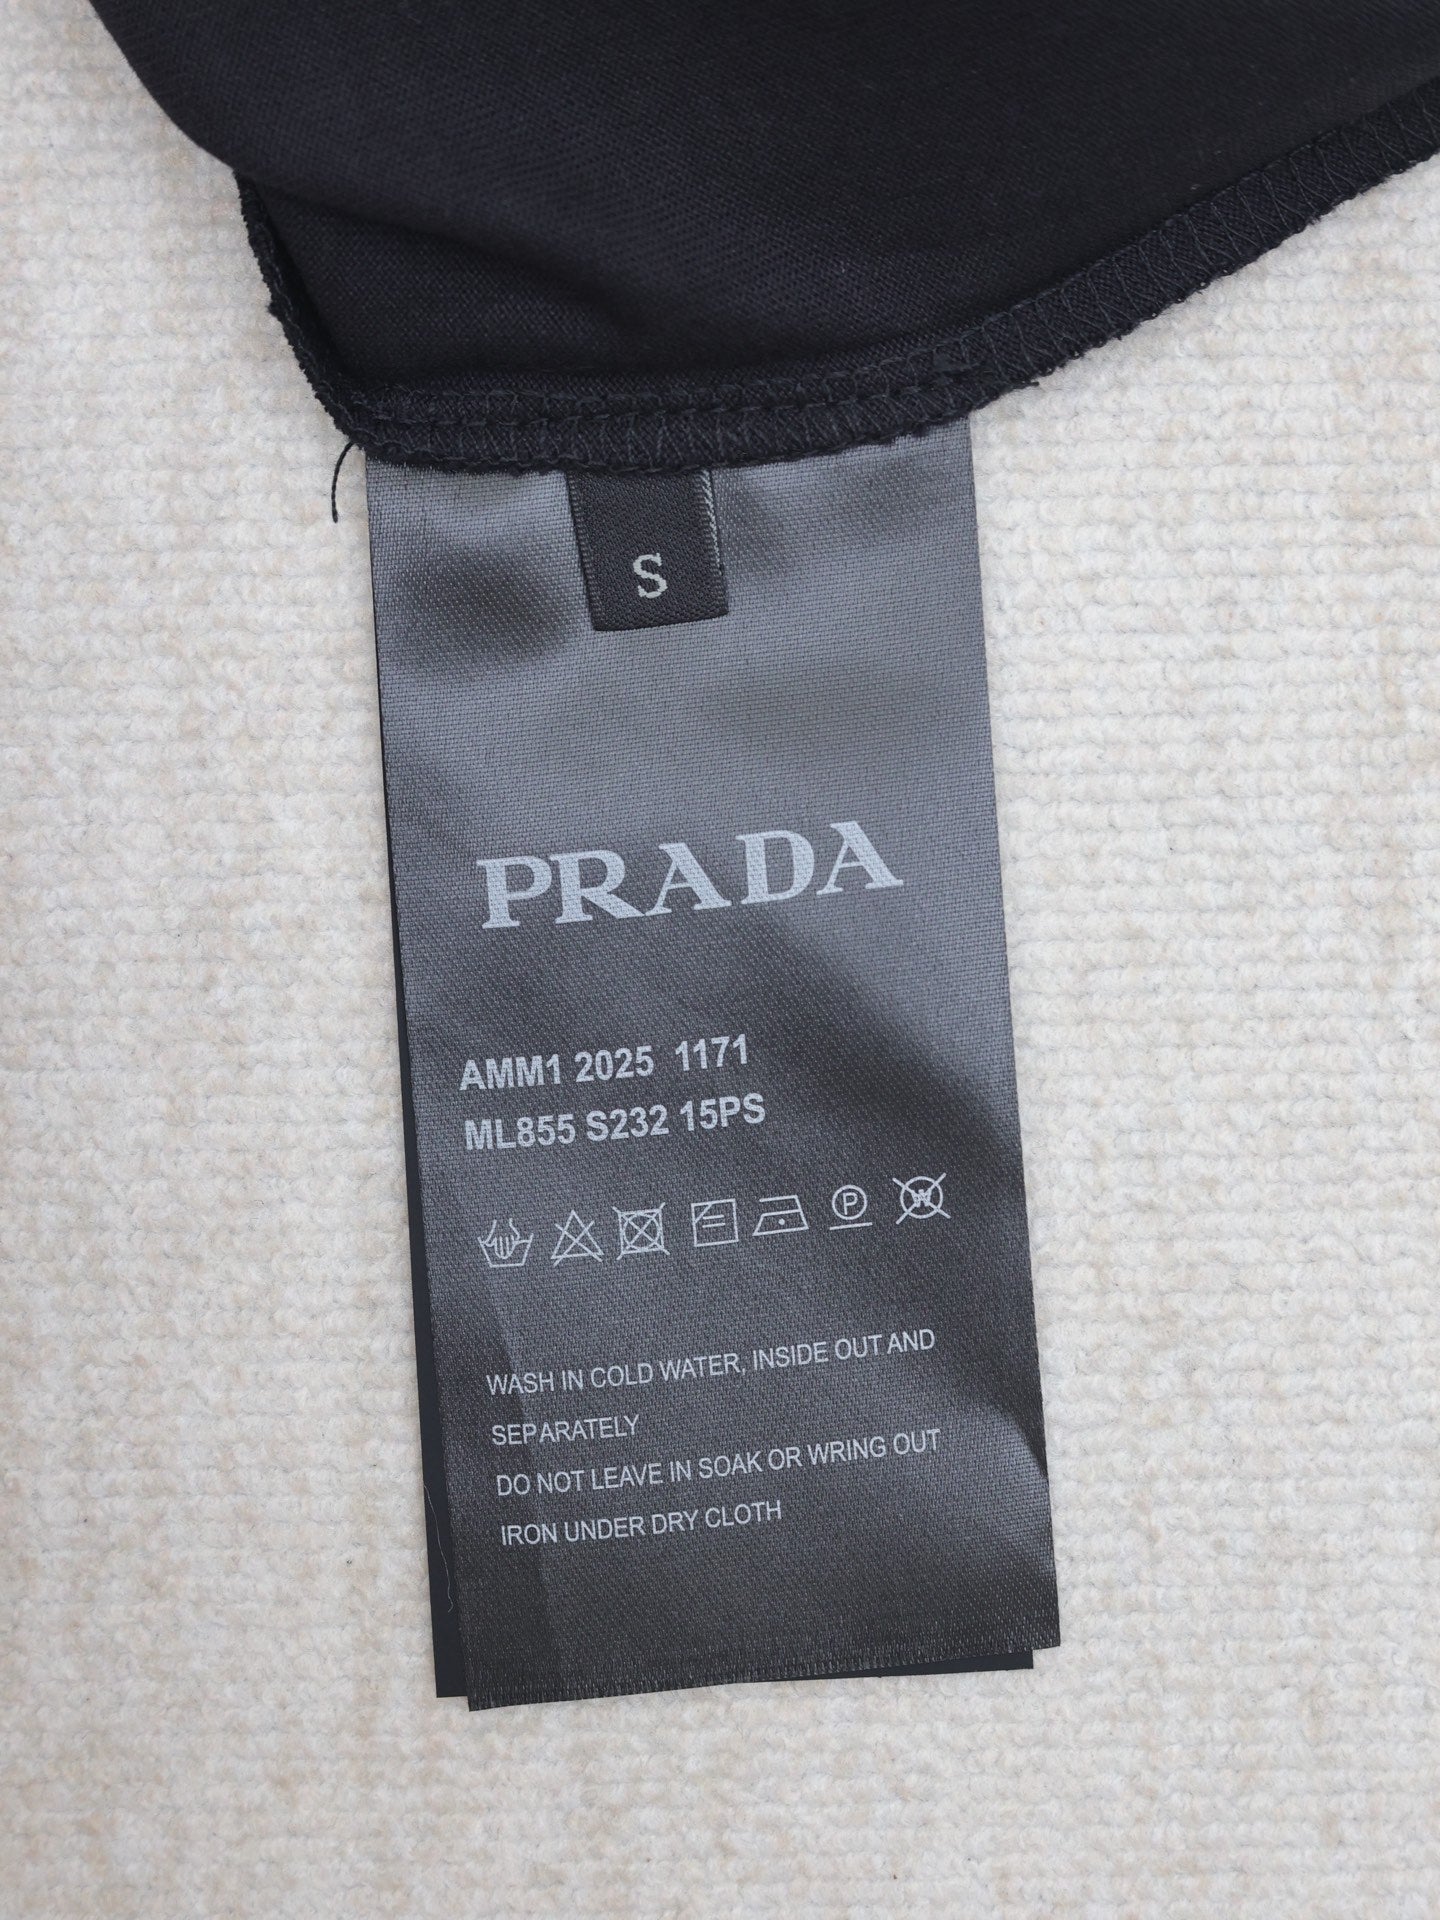 S
PRADA
AMM1 2025 1171
ML855 S232 15PS
P W
WASH IN COLD WATER, INSIDE OUT AND
SEPARATELY
DO NOT LEAVE IN SOAK OR WRING OUT
IRON UNDER DRY CLOTH